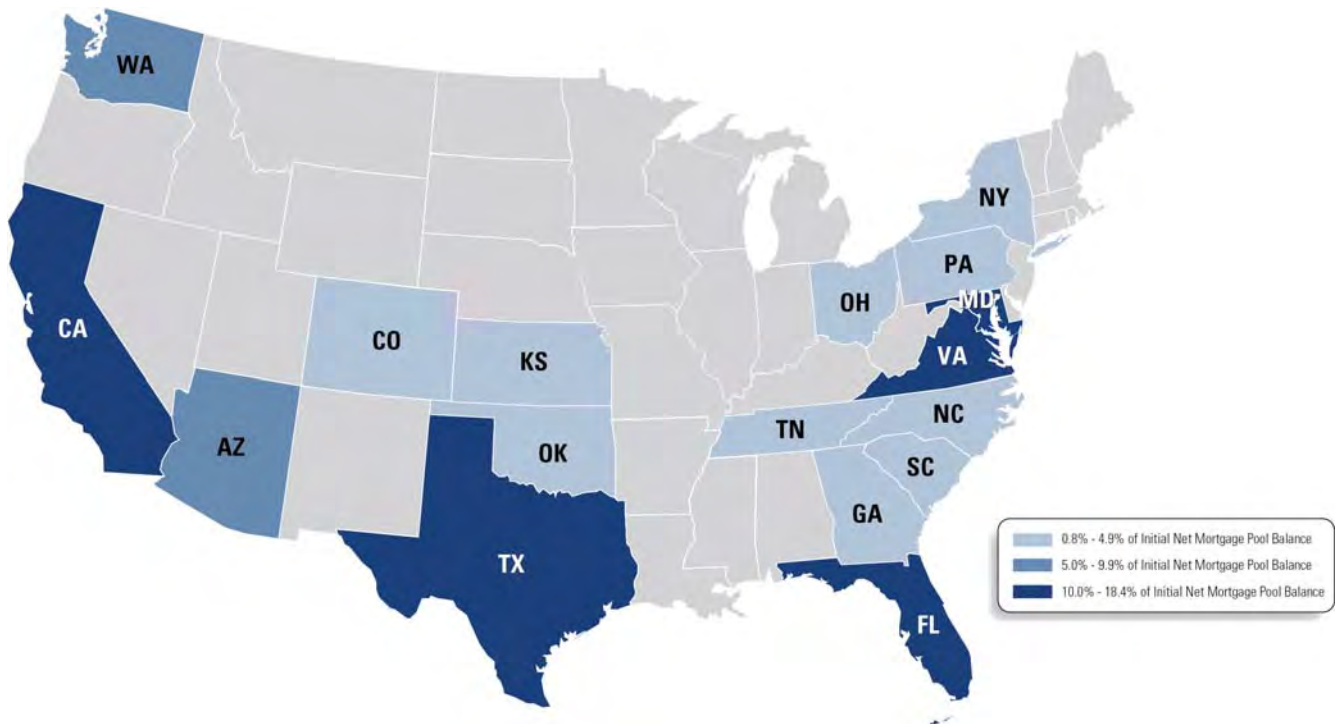 WA
NY
PA
OH
MD
CA
CO
KS
VA
AZ
OK
TN
NC
SC
GA
TX
FL
0.8% - 4.9% of Initial Net Mortgage Pool Balance
5.0% - 9.9% of Initial Net Mortgage Pool Balance
10.0% - 18.4% of Initial Net Mortgage Pool Balance